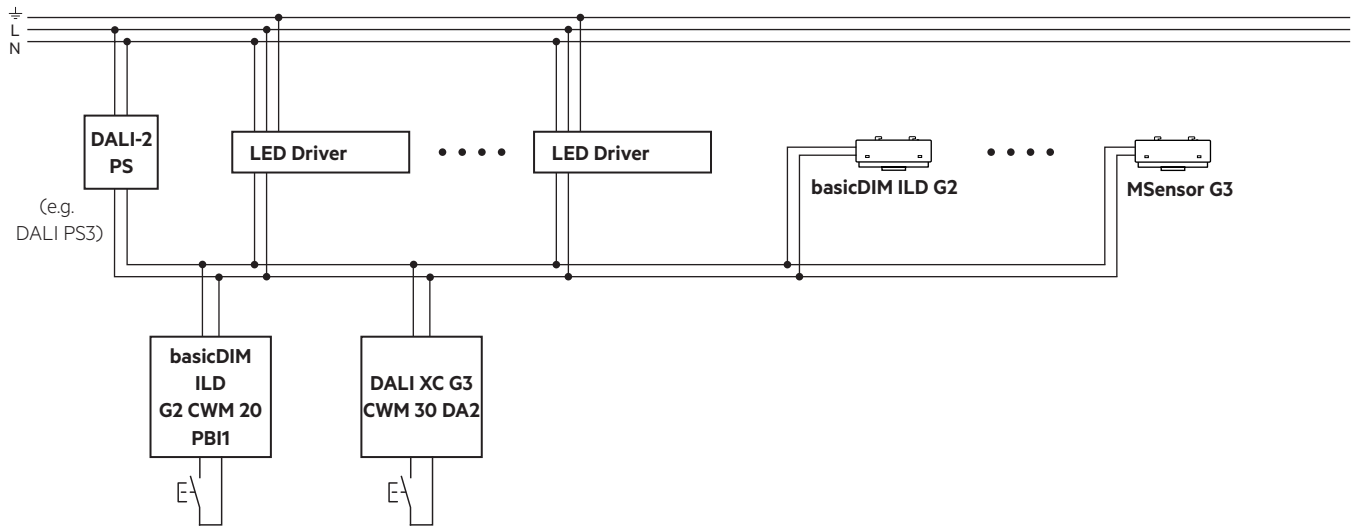 L
N
DALI-2
PS
(e.g.
DALI PS3)
LED Driver
LED Driver
basicDIM ILD G2
MSensor G3
basicDIM
ILD
G2 CWM 20
PBI1
DALI XC G3
CWM 30 DA2